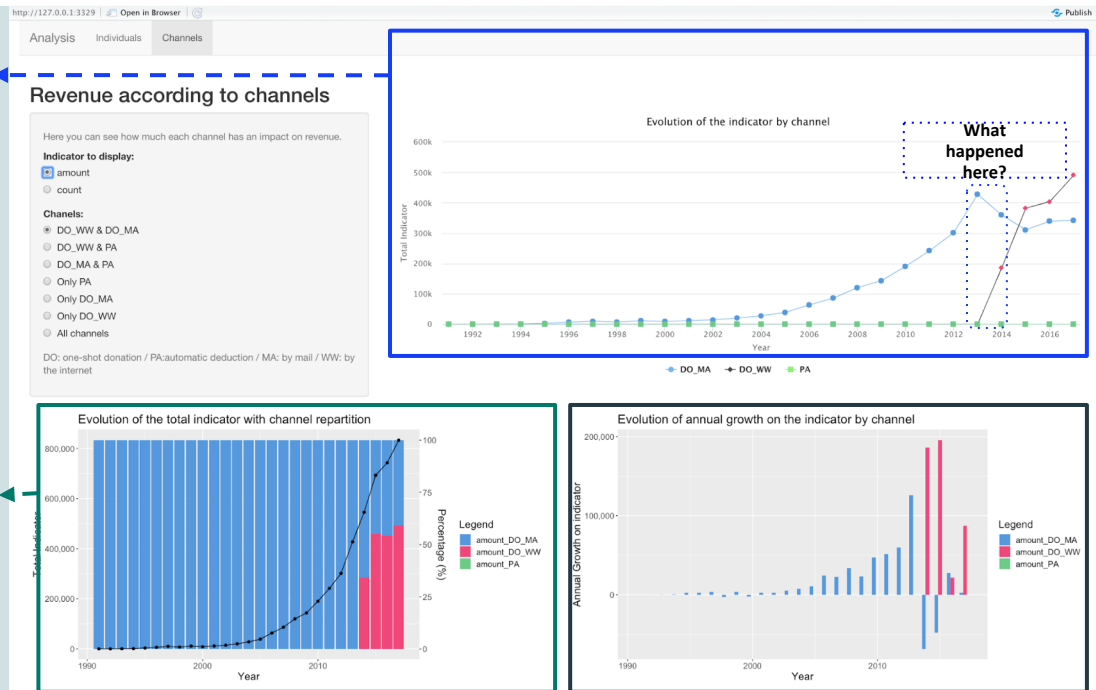 http://127.0.0.1:3329
Open in Browser
Publish
Analysis
Individuals
Channels
Revenue according to channels
Here you can see how much each channel has an impact on revenue.
Indicator to display:
amount
count
Chanels:
DO_WW & DO_MA
DO_WW & PA
DO_MA & PA
Only PA
Only DO_MA
Only DO_WW
All channels
DO: one-shot donation / PA:automatic deduction / MA: by mail / WW: by
the internet
Evolution of the indicator by channel
What
happened
here?
Total Indicator
600k
500k
400k
300k
200k
100k
0
1992 1994 1996 1998 2000 2002 2004 2006 2008 2010 2012 2014 2016
Year
DO_MA DO_WW PA
Evolution of the total indicator with channel repartition
Total Indicator
800,000
600,000
400,000
200,000
0
1990 2000 2010
Year
100
75
50
25
0
Percentage (%)
Legend
amount_DO_MA
amount_DO_WW
amount_PA
Evolution of annual growth on the indicator by channel
Annual Growth on indicator
200,000
100,000
0
1990 2000 2010
Year
Legend
amount_DO_MA
amount_DO_WW
amount_PA